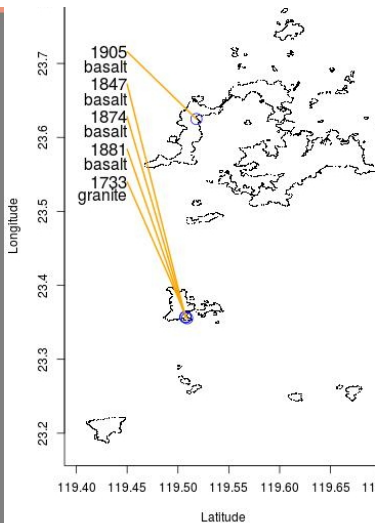 1905
basalt
1847
basalt
1874
basalt
1881
basalt
1733
granite
Longitude
23.7
23.6
23.5
23.4
23.3
23.2
119.40 119.45 119.50 119.55 119.60 119.65
Latitude